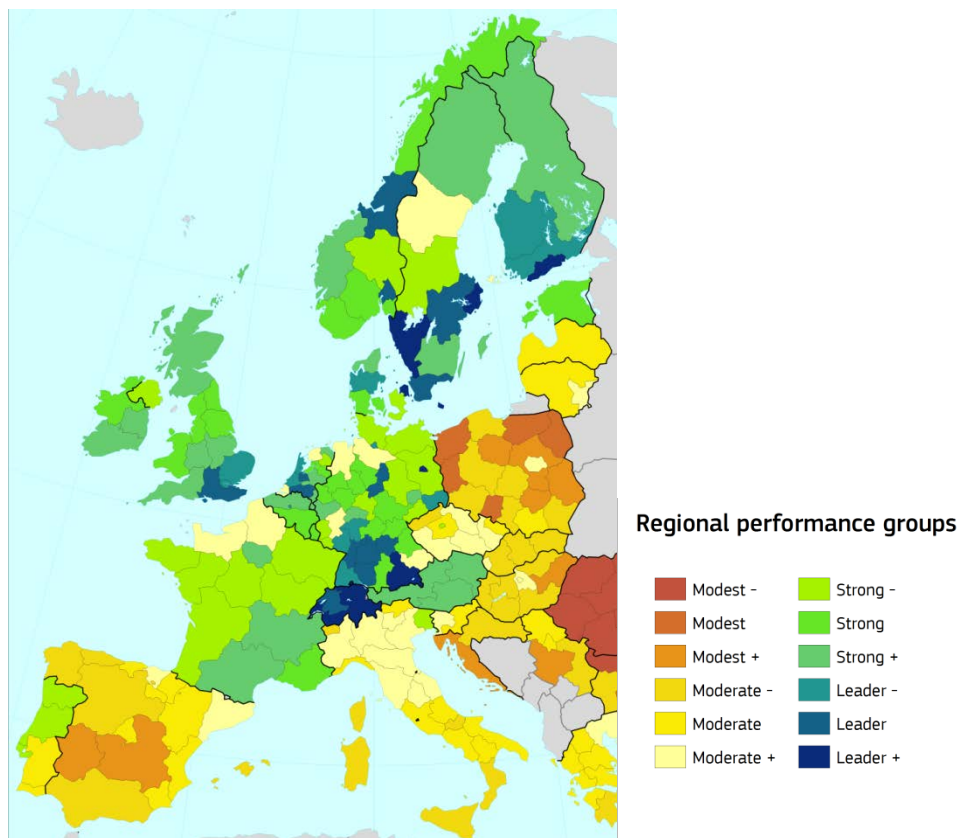 Regional performance groups
Modest -
Strong -
Modest
Strong
Modest +
Strong +
Moderate -
Leader -
Moderate
Leader
Moderate +
Leader +